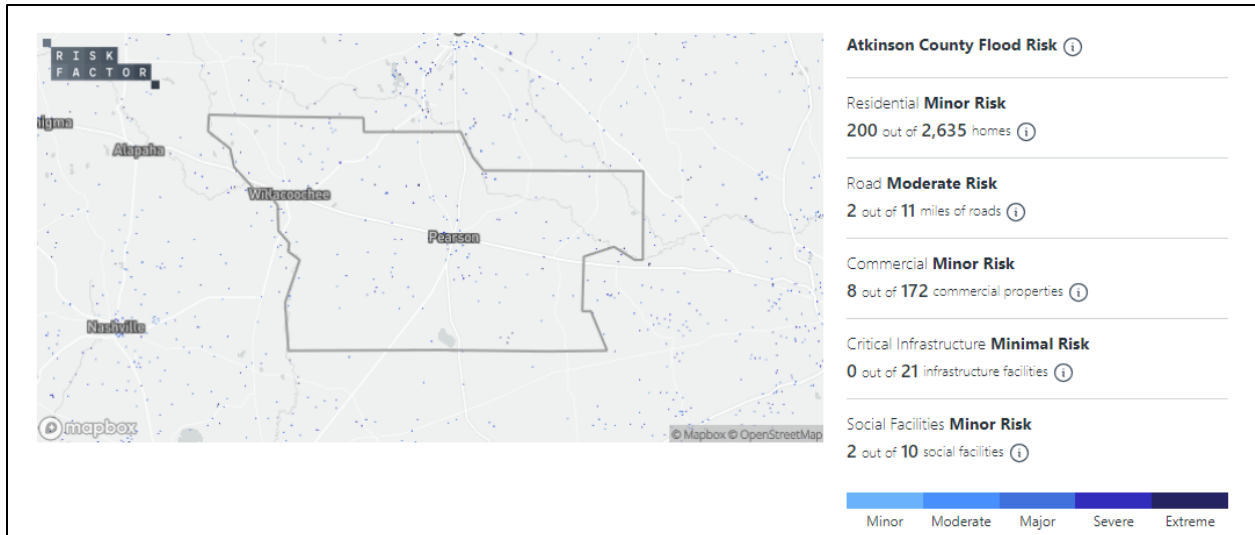 RISK
FACTOR
Alapaha
Willacoochee
Pearson
Nashville
mapbox
© Mapbox © OpenStreetMap
Atkinson County Flood Risk
Residential Minor Risk
200 out of 2,635 homes
Road Moderate Risk
2 out of 11 miles of roads
Commercial Minor Risk
8 out of 172 commercial properties
Critical Infrastructure Minimal Risk
0 out of 21 infrastructure facilities
Social Facilities Minor Risk
2 out of 10 social facilities
Minor Moderate Major Severe Extreme